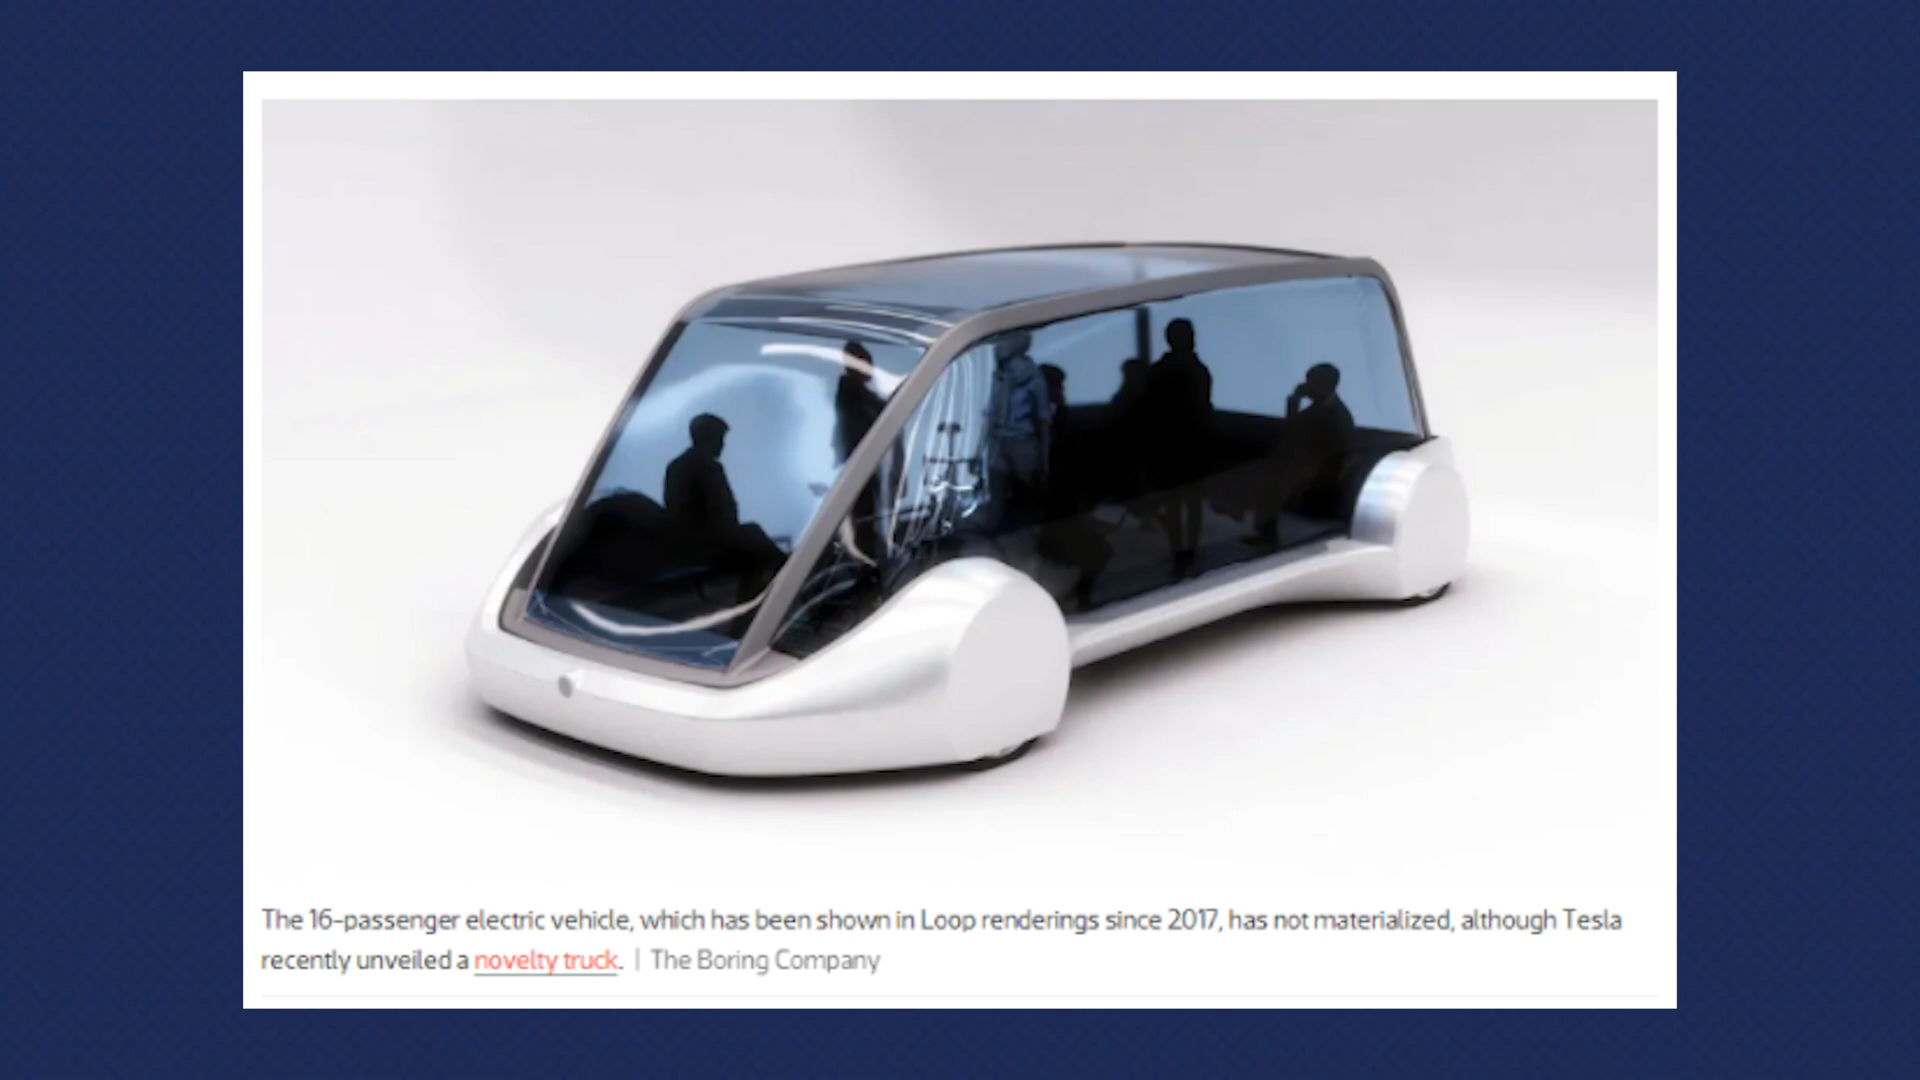 The 16-passenger electric vehicle, which has been shown in Loop renderings since 2017, has not materialized, although Tesla
recently unveiled a novelty truck. | The Boring Company